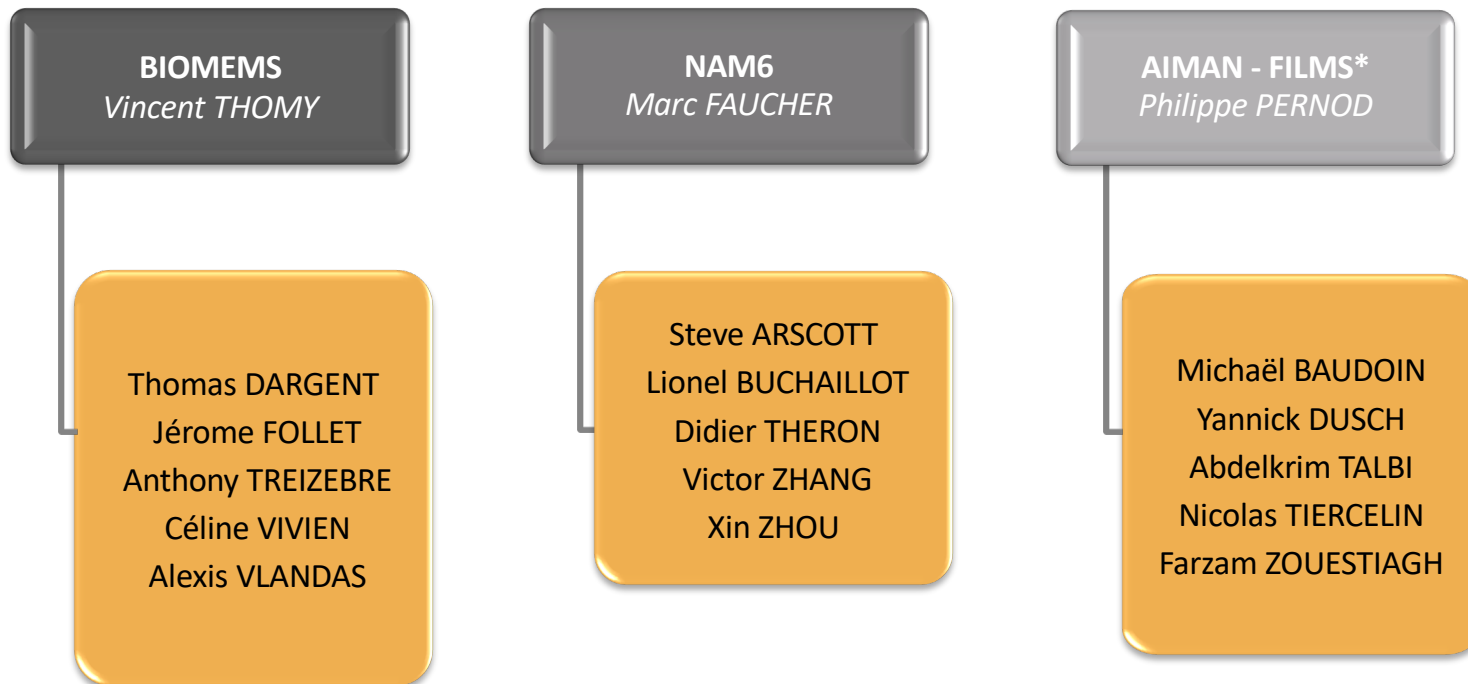 BIOMEMS
Vincent THOMY
Thomas DARGENT
Jérome FOLLET
Anthony TREIZEBRE
Céline VIVIEN
Alexis VLANDAS
NAM6
Marc FAUCHER
Steve ARSCOTT
Lionel BUCHAILLOT
Didier THERON
Victor ZHANG
Xin ZHOU
AIMAN - FILMS*
Philippe PERNOD
Michaël BAUDOIN
Yannick DUSCH
Abdelkrim TALBI
Nicolas TIERCELIN
Farzam ZOUESTIAGH